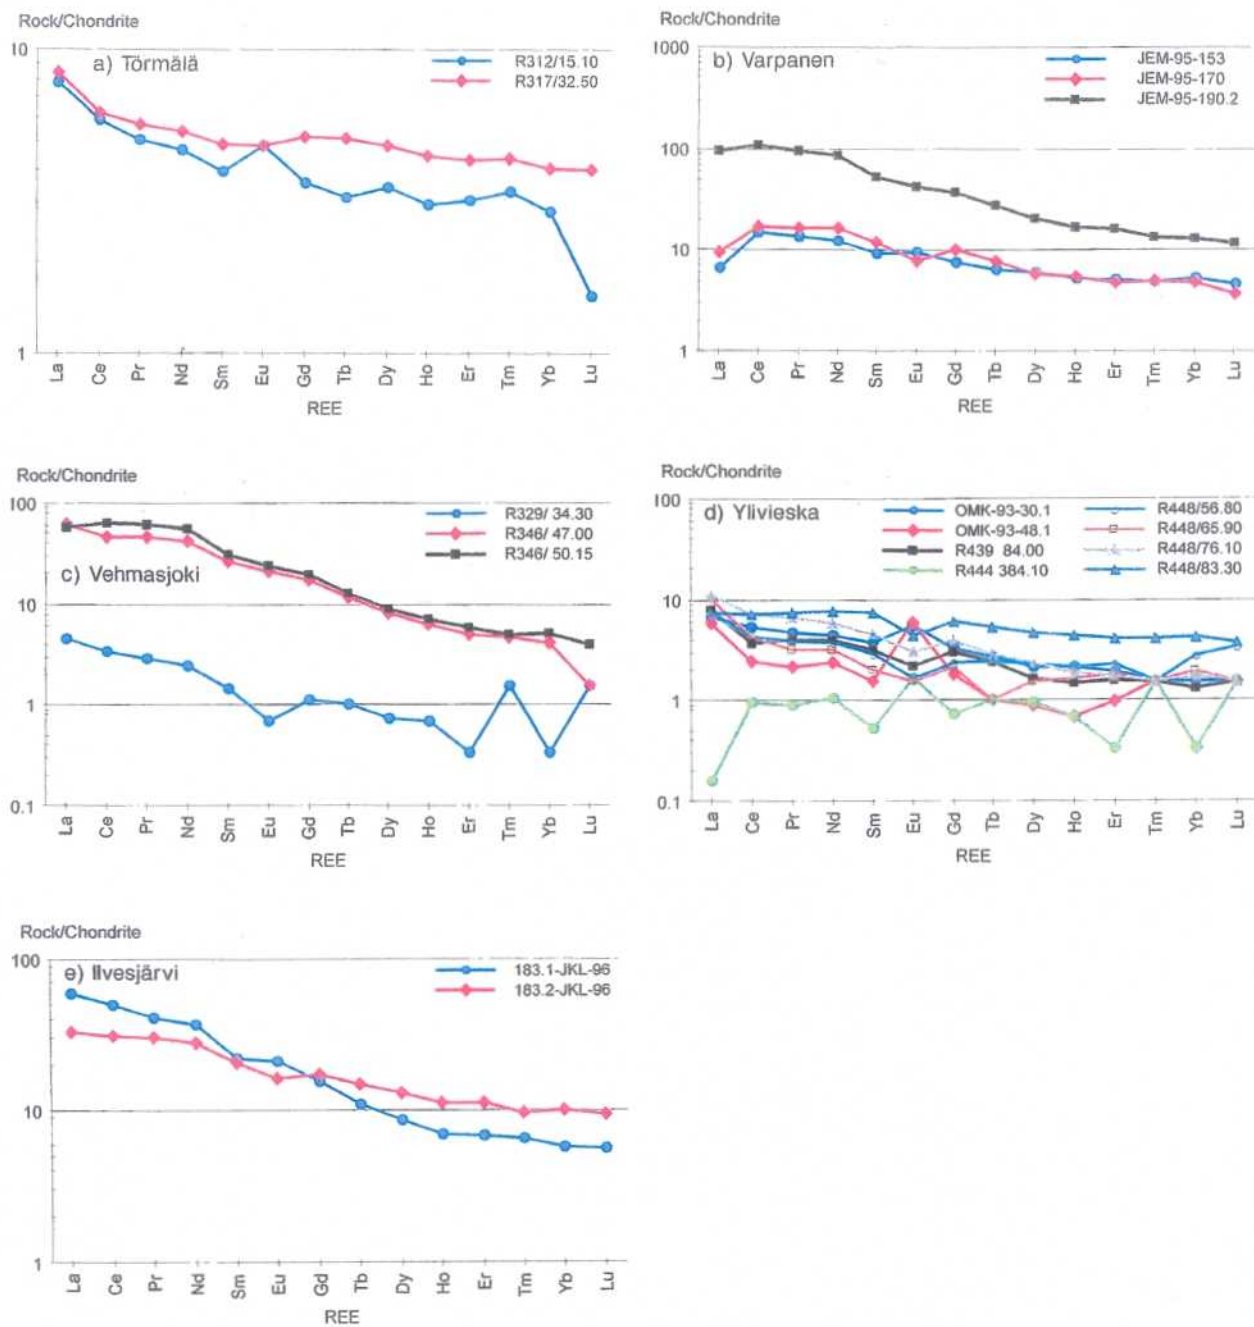 Rock/Chondrite
10
a) Törmälä
R312/15.10
R317/32.50
1
La Ce Pr Nd Sm Eu Gd Tb Dy Ho Er Tm Yb Lu
REE
Rock/Chondrite
1000
b) Varpanen
JEM-95-153
JEM-95-170
JEM-95-190.2
100
10
1
La Ce Pr Nd Sm Eu Gd Tb Dy Ho Er Tm Yb Lu
REE
Rock/Chondrite
100
R329/ 34.30
R346/ 47.00
R346/ 50.15
c) Vehmasjoki
10
1
0.1
La Ce Pr Nd Sm Eu Gd Tb Dy Ho Er Tm Yb Lu
REE
Rock/Chondrite
100
d) Ylivieska
OMK-93-30.1
OMK-93-48.1
R439 84.00
R444 384.10
R448/56.80
R448/65.90
R448/76.10
R448/83.30
10
1
0.1
La Ce Pr Nd Sm Eu Gd Tb Dy Ho Er Tm Yb Lu
REE
Rock/Chondrite
100
e) Ilvesjärvi
183.1-JKL-96
183.2-JKL-96
10
1
La Ce Pr Nd Sm Eu Gd Tb Dy Ho Er Tm Yb Lu
REE